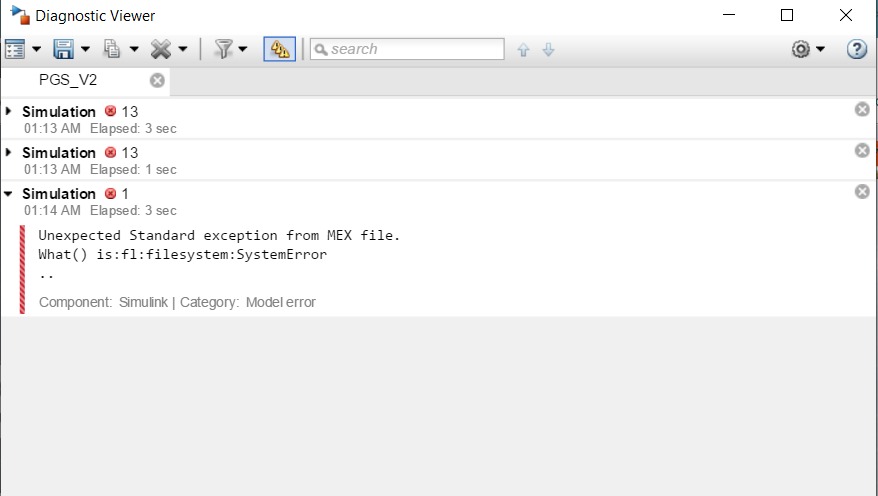 Diagnostic Viewer
search
PGS_V2
Simulation 13
01:13 AM Elapsed: 3 sec
Simulation 13
01:13 AM Elapsed: 1 sec
Simulation 1
01:14 AM Elapsed: 3 sec
Unexpected Standard exception from MEX file.
What() is:fl:filesystem:SystemError
..
Component: Simulink | Category: Model error